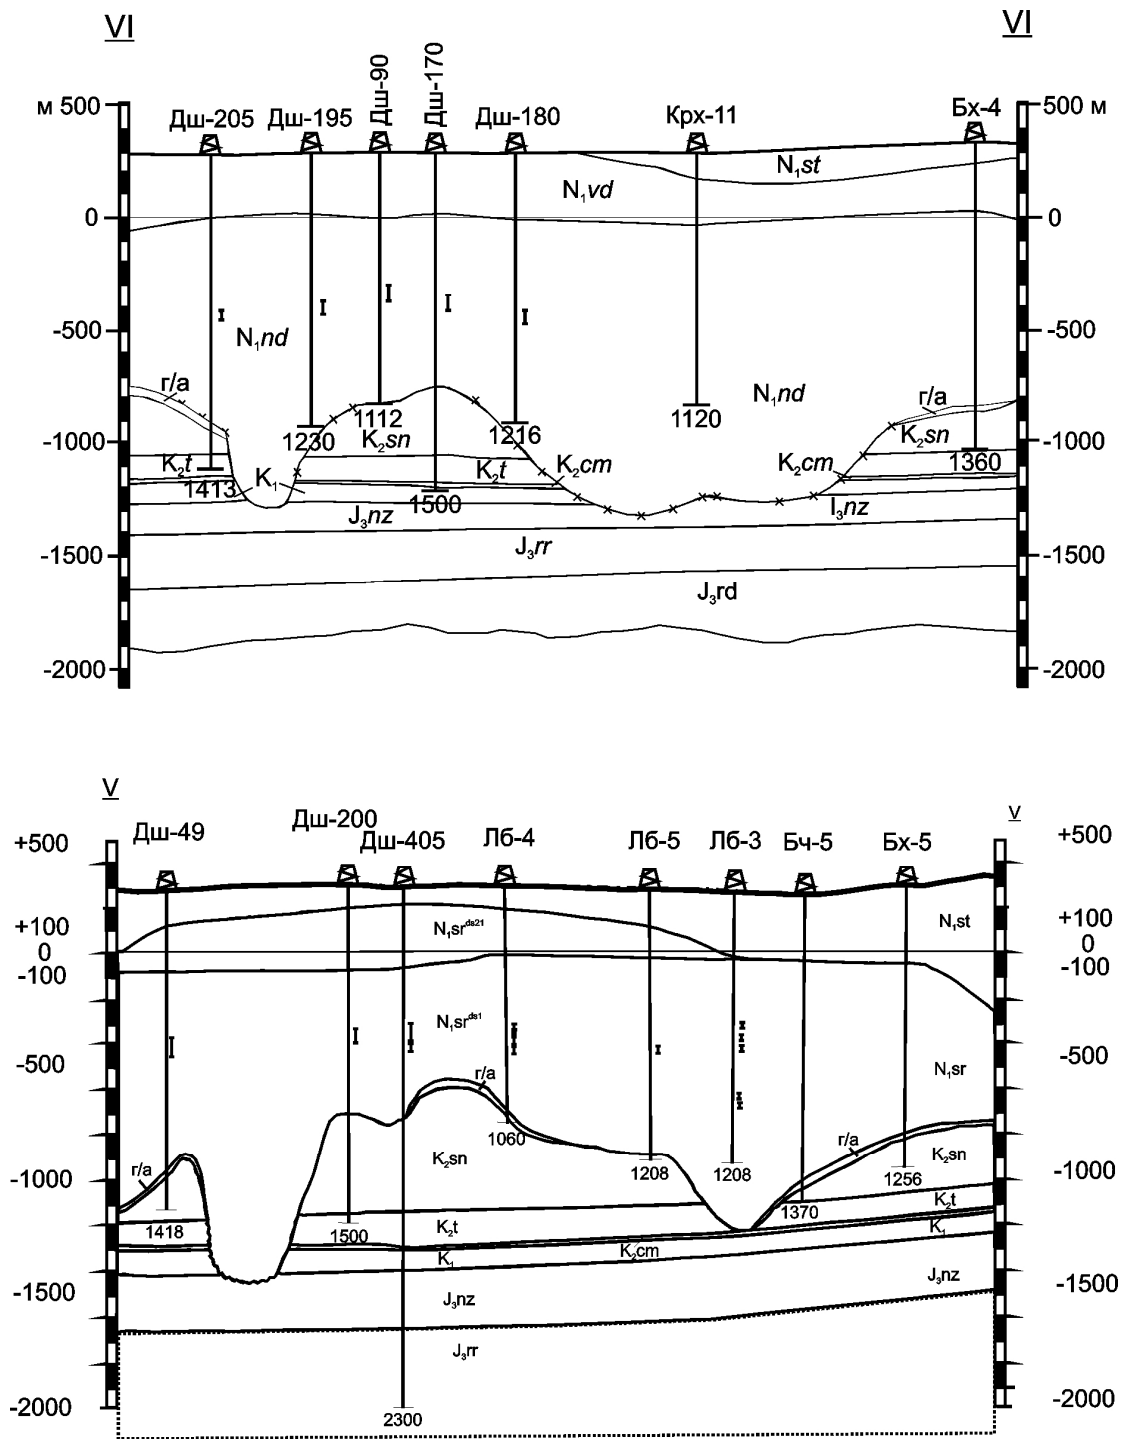 VI VI
Дш-90
Дш-170
м 500 Дш-205 Дш-195 Дш-180 Крх-11 Бх-4 500 м
N₁st
N₁vd
0 0
-500 N₁nd -500
г/а N₁nd г/а
1112 1120
-1000 1230 K₂sn 1216 K₂sn -1000
K₂t K₂t K₂cm K₂cm 1360
1413 K₁ 1500
J₃nz I₃nz
-1500 J₃rr -1500
J₃rd
-2000 -2000
V V
Дш-49 Дш-200 Дш-405 Лб-4 Лб-5 Лб-3 Бч-5 Бх-5
+500 +500
+100 N₁sr^ds21 N₁st +100
0 0
-100 -100
N₁sr^ds1
-500 -500
г/а N₁sr
1060 г/а
г/а K₂sn 1208 1208 1256 K₂sn
-1000 -1000
1418 1500 K₂t 1370 K₂t
K₁ K₂cm K₁
-1500 J₃nz J₃nz -1500
J₃rr
-2000 2300 -2000